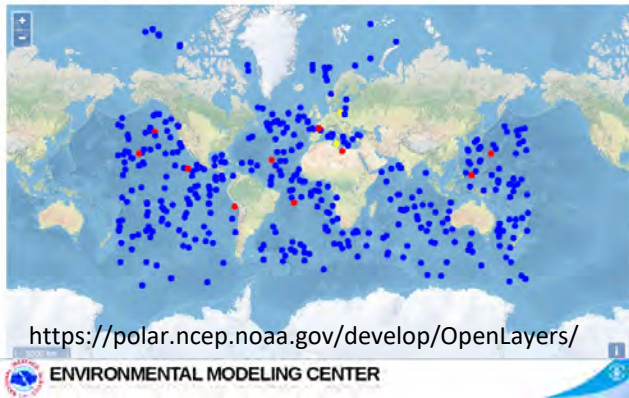 +
-
https://polar.ncep.noaa.gov/develop/OpenLayers/
i
ENVIRONMENTAL MODELING CENTER